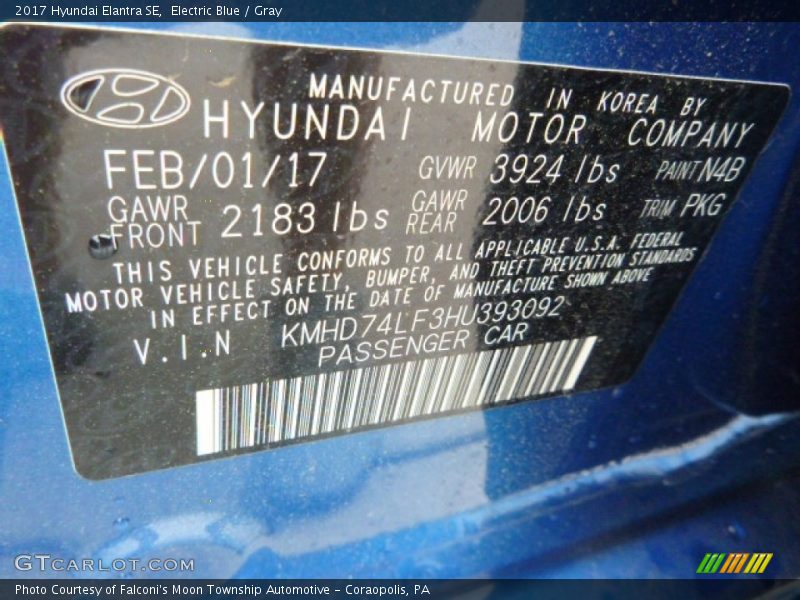 2017 Hyundai Elantra SE, Electric Blue / Gray
MANUFACTURED IN KOREA BY
HYUNDAI MOTOR COMPANY
FEB/01/17 GVWR 3924 lbs PAINT N4B
GAWR FRONT 2183 lbs GAWR REAR 2006 lbs TRIM PKG
THIS VEHICLE CONFORMS TO ALL APPLICABLE U.S.A. FEDERAL
MOTOR VEHICLE SAFETY, BUMPER, AND THEFT PREVENTION STANDARDS
IN EFFECT ON THE DATE OF MANUFACTURE SHOWN ABOVE
V.I.N KMHD74LF3HU393092
PASSENGER CAR
GTcarlot.com
Photo Courtesy of Falconi's Moon Township Automotive – Coraopolis, PA